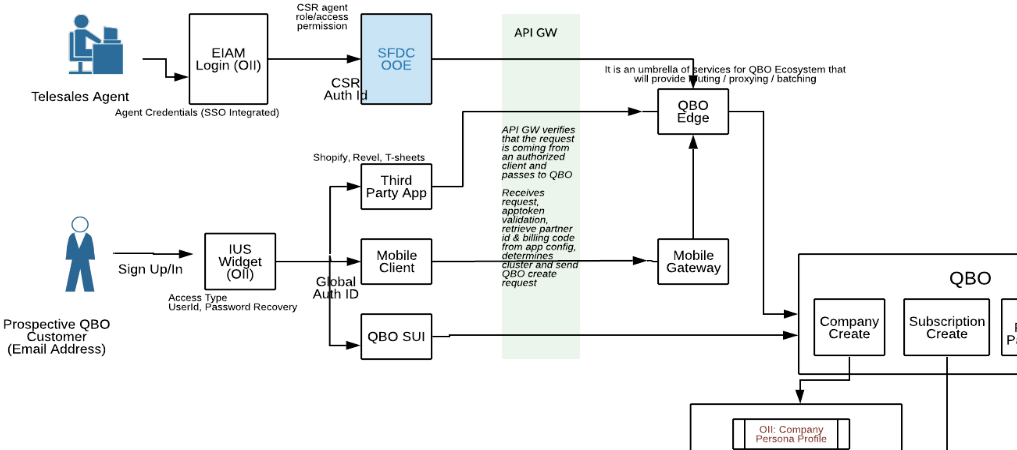 CSR agent
role/access
permission
API GW
EIAM
Login (OII)
SFDC
OOE
It is an umbrella of services for QBO Ecosystem that
will provide routing / proxying / batching
Telesales Agent
CSR
Auth Id
Agent Credentials (SSO Integrated)
QBO
Edge
API GW verifies
that the request
is coming from
an authorized
client and
passes to QBO
Shopify, Revel, T-sheets
Third
Party App
Receives
request,
apptoken
validation,
retrieve partner
id & billing code
from app config,
determines
cluster and send
QBO create
request
IUS
Widget
(OII)
Mobile
Client
Mobile
Gateway
Sign Up/In
Global
Auth ID
Access Type
UserId, Password Recovery
QBO
Prospective QBO
Customer
(Email Address)
QBO SUI
Company
Create
Subscription
Create
Pa
OII: Company
Persona Profile